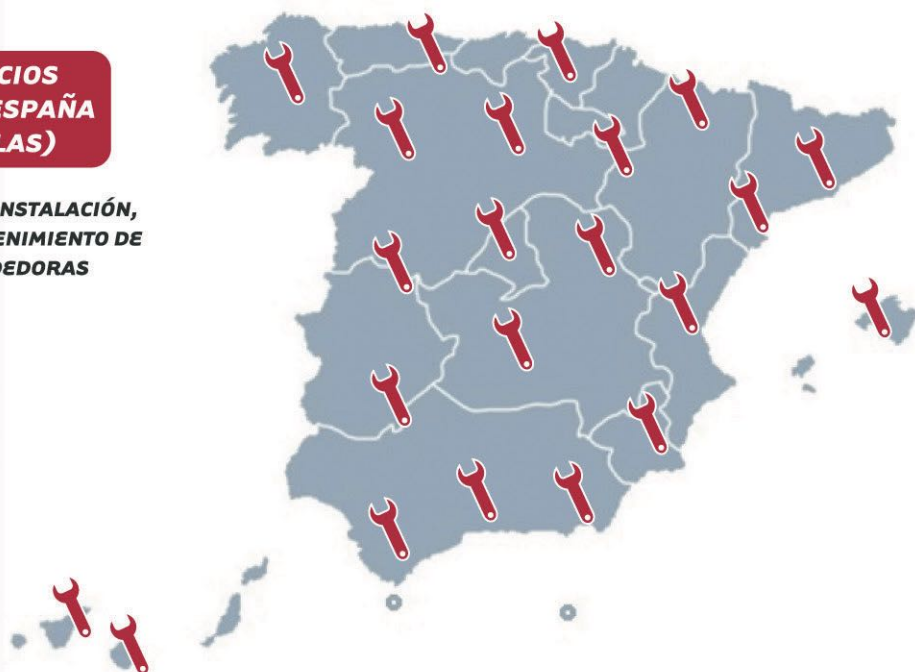 CIOS
ESPAÑA
LAS)
NSTALACIÓN,
ENIMIENTO DE
EDORAS